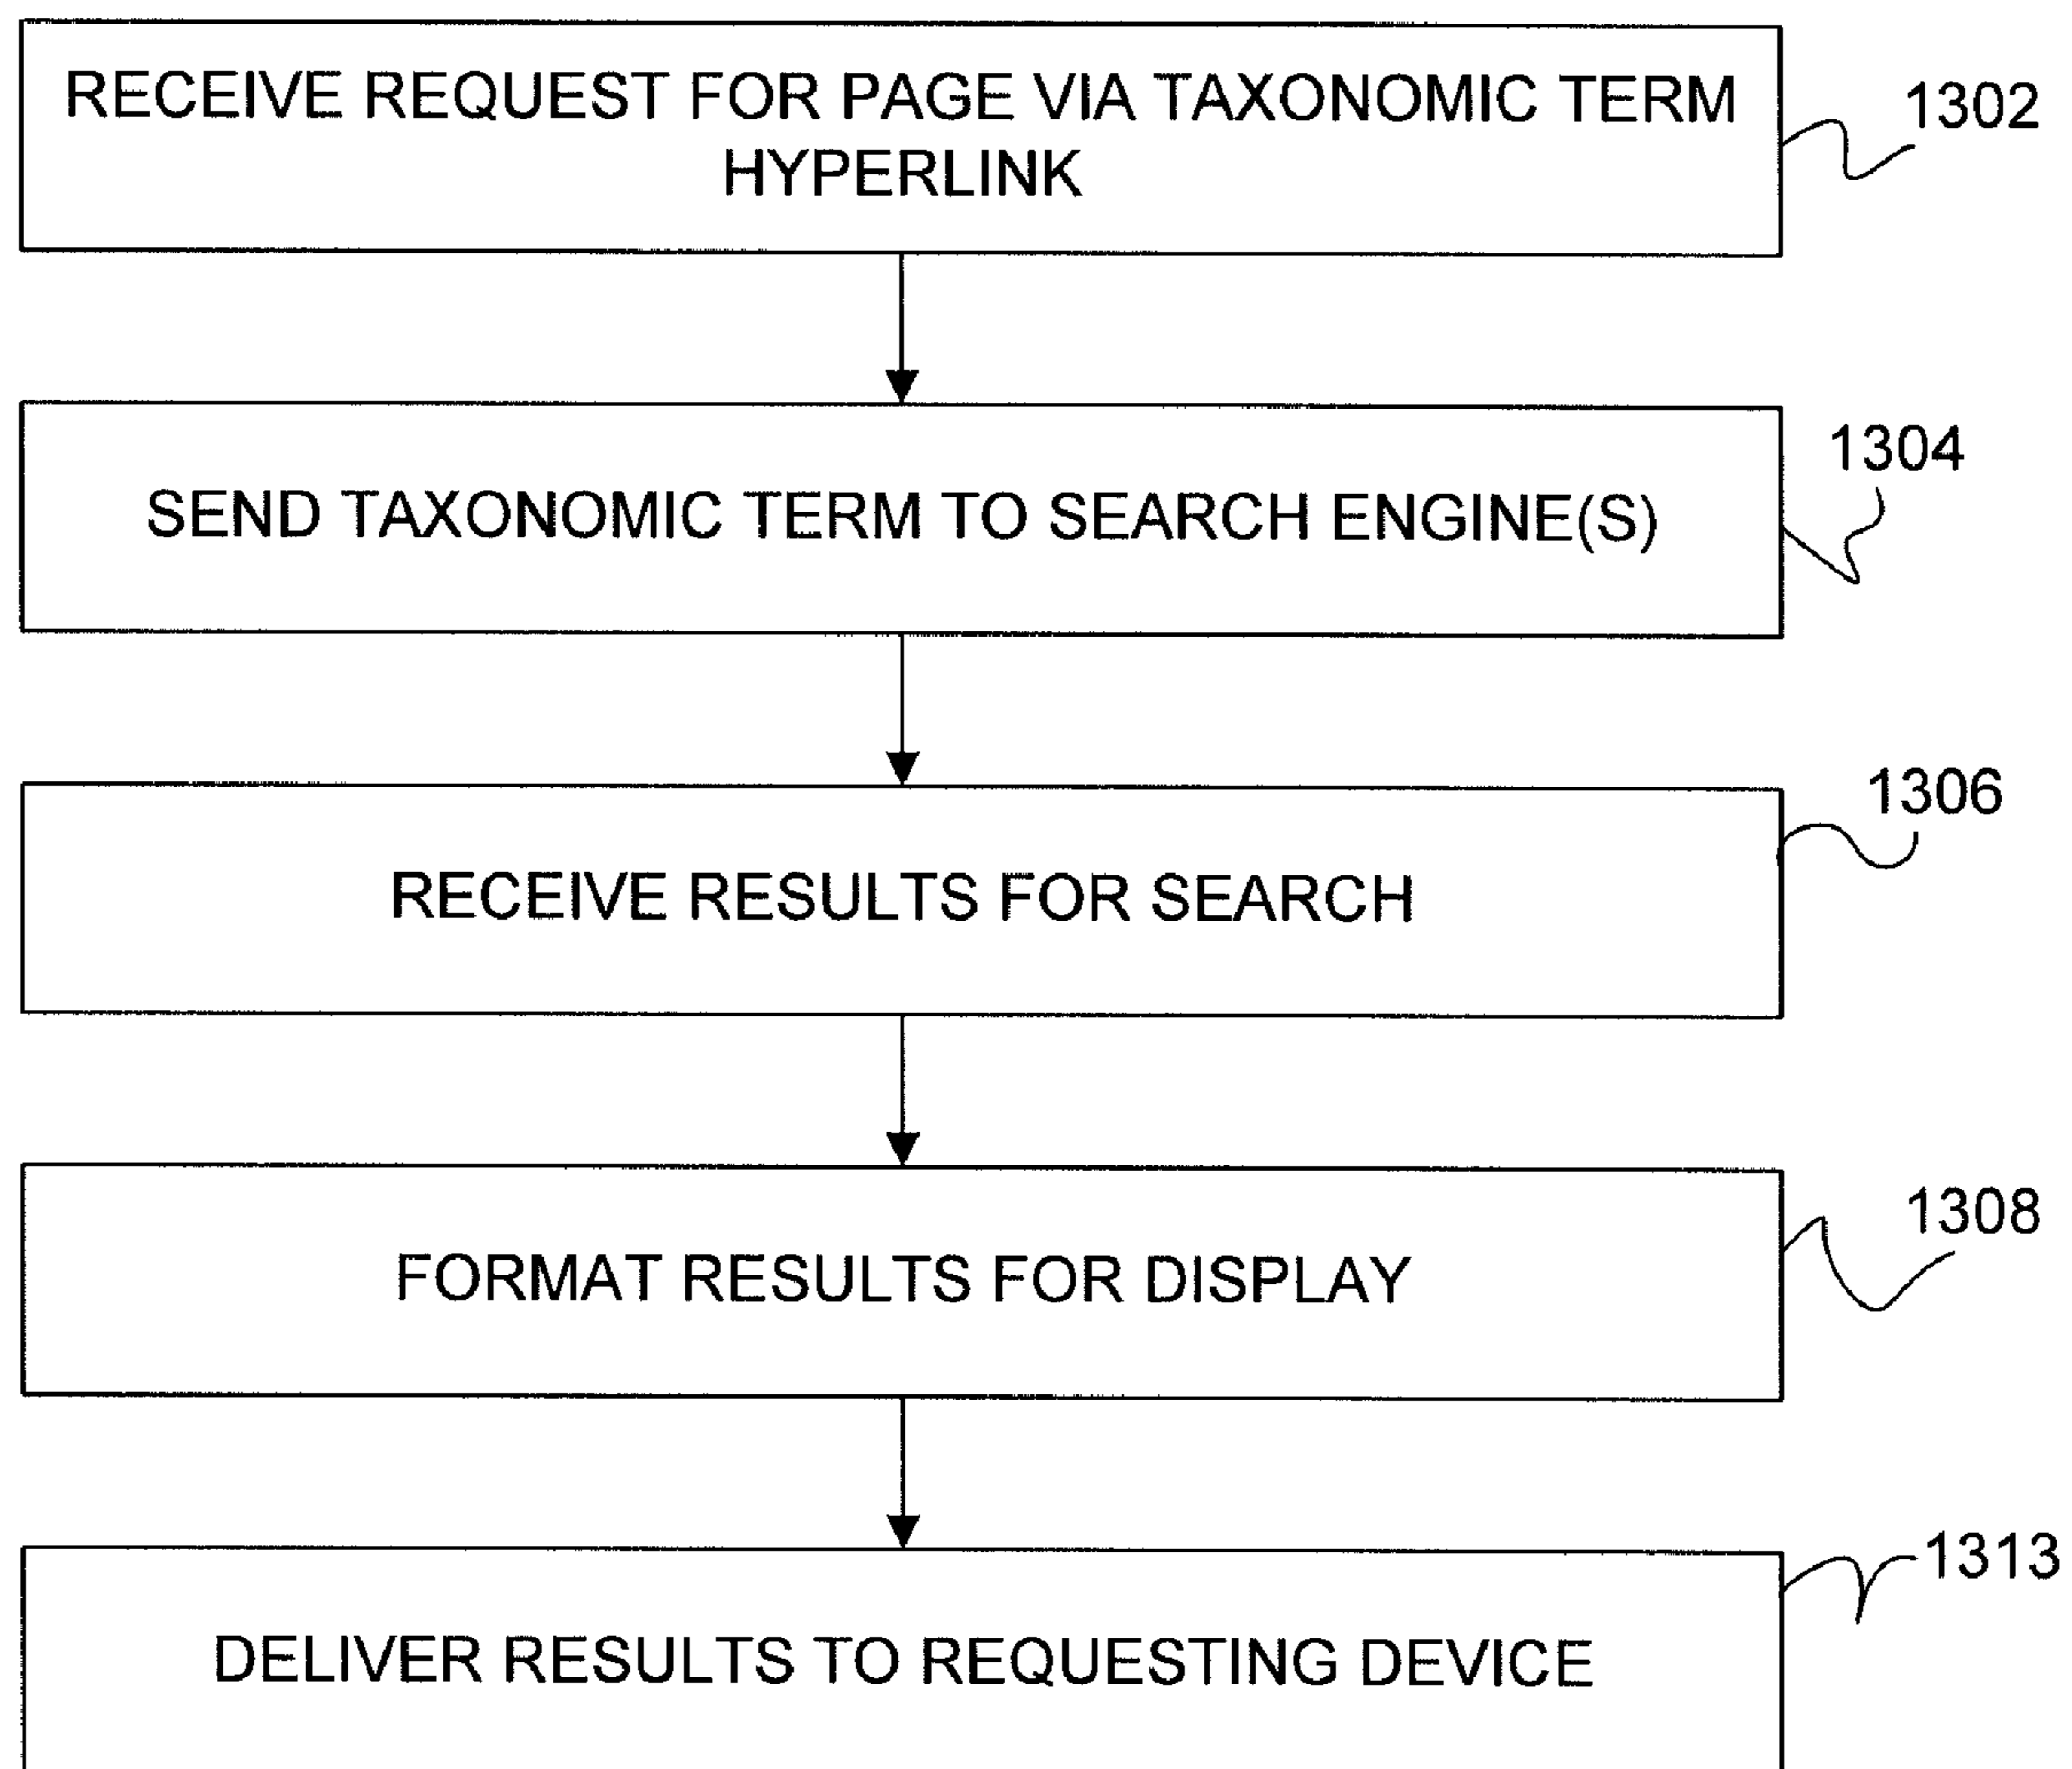 RECEIVE REQUEST FOR PAGE VIA TAXONOMIC TERM
HYPERLINK
1302
SEND TAXONOMIC TERM TO SEARCH ENGINE(S)
1304
RECEIVE RESULTS FOR SEARCH
1306
FORMAT RESULTS FOR DISPLAY
1308
DELIVER RESULTS TO REQUESTING DEVICE
1313